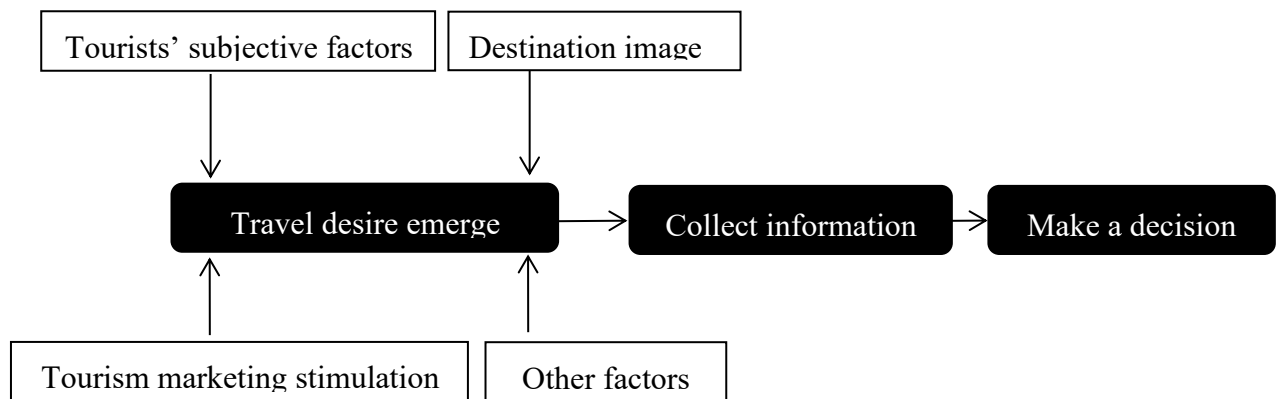 Tourists’ subjective factors
Destination image
Travel desire emerge
Collect information
Make a decision
Tourism marketing stimulation
Other factors